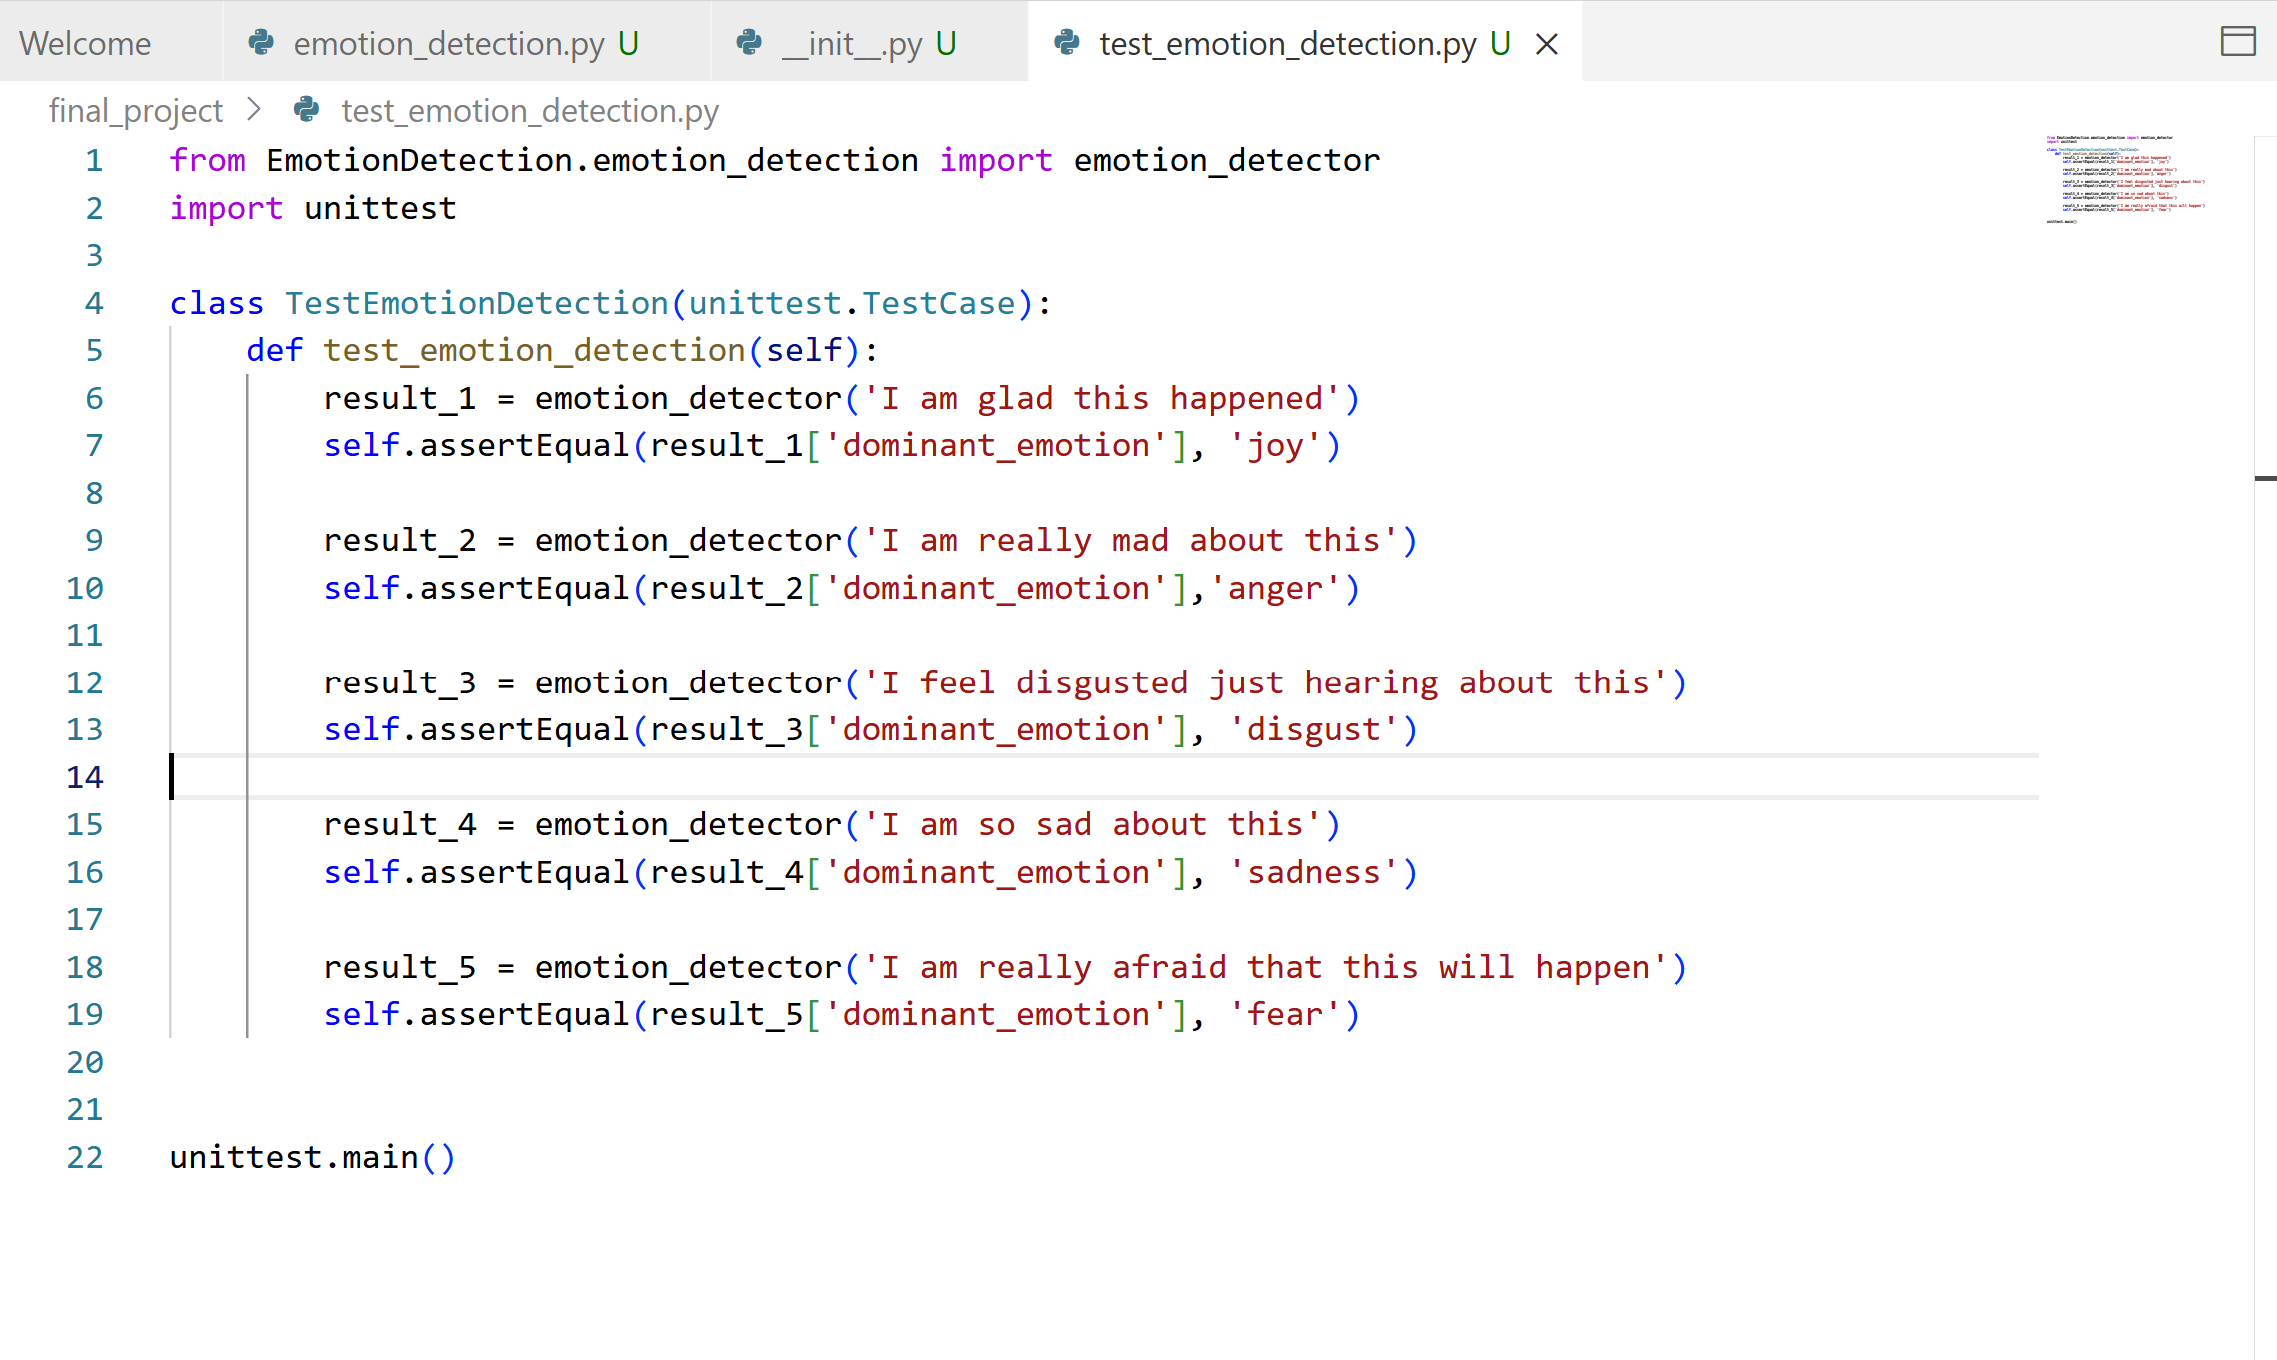 Welcome emotion_detection.py U __init__.py U test_emotion_detection.py U
final_project > test_emotion_detection.py
1 from EmotionDetection.emotion_detection import emotion_detector
2 import unittest
3
4 class TestEmotionDetection(unittest.TestCase):
5     def test_emotion_detection(self):
6         result_1 = emotion_detector('I am glad this happened')
7         self.assertEqual(result_1['dominant_emotion'], 'joy')
8
9         result_2 = emotion_detector('I am really mad about this')
10         self.assertEqual(result_2['dominant_emotion'],'anger')
11
12         result_3 = emotion_detector('I feel disgusted just hearing about this')
13         self.assertEqual(result_3['dominant_emotion'], 'disgust')
14
15         result_4 = emotion_detector('I am so sad about this')
16         self.assertEqual(result_4['dominant_emotion'], 'sadness')
17
18         result_5 = emotion_detector('I am really afraid that this will happen')
19         self.assertEqual(result_5['dominant_emotion'], 'fear')
20
21
22 unittest.main()